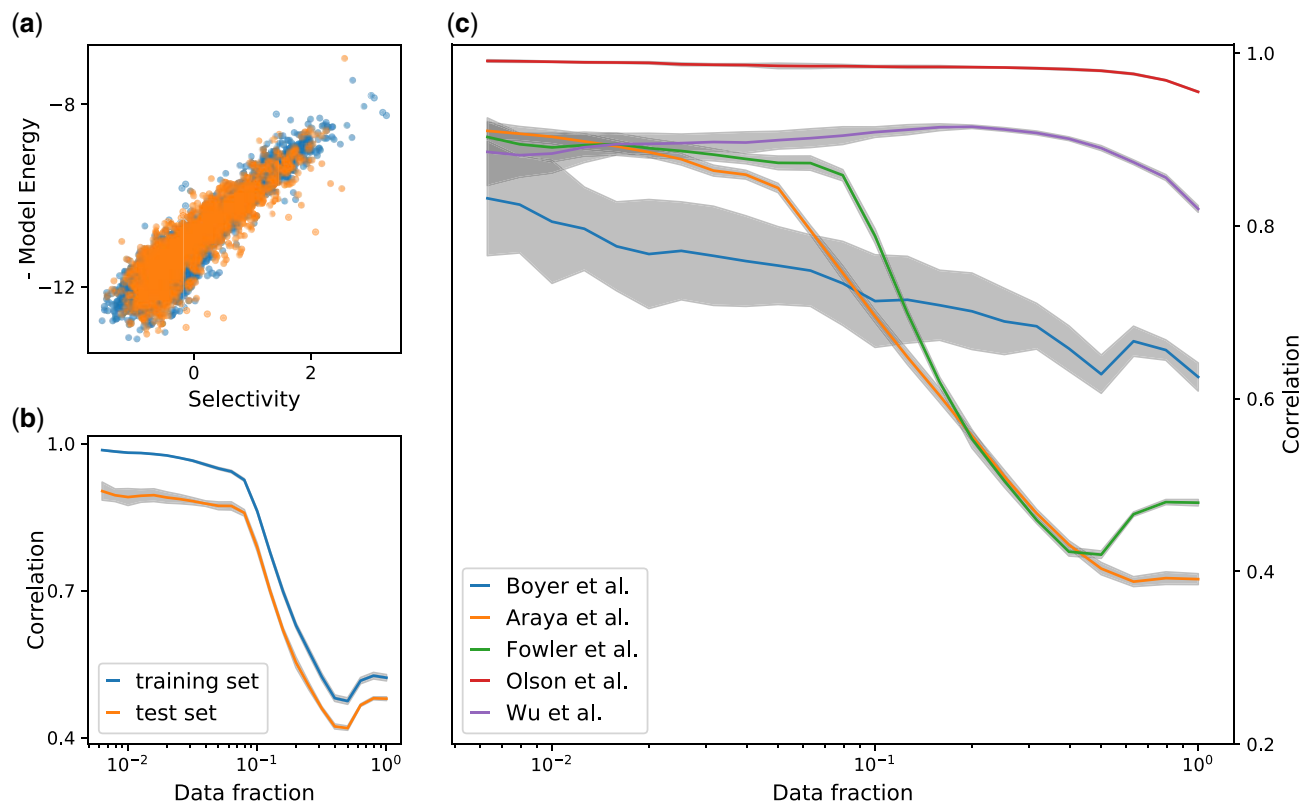 (a)
−8
−12
- Model Energy
0
2
Selectivity
(b)
1.0
0.7
0.4
Correlation
training set
test set
10⁻²
10⁻¹
10⁰
Data fraction
(c)
1.0
0.8
0.6
0.4
0.2
Correlation
Boyer et al.
Araya et al.
Fowler et al.
Olson et al.
Wu et al.
10⁻²
10⁻¹
10⁰
Data fraction